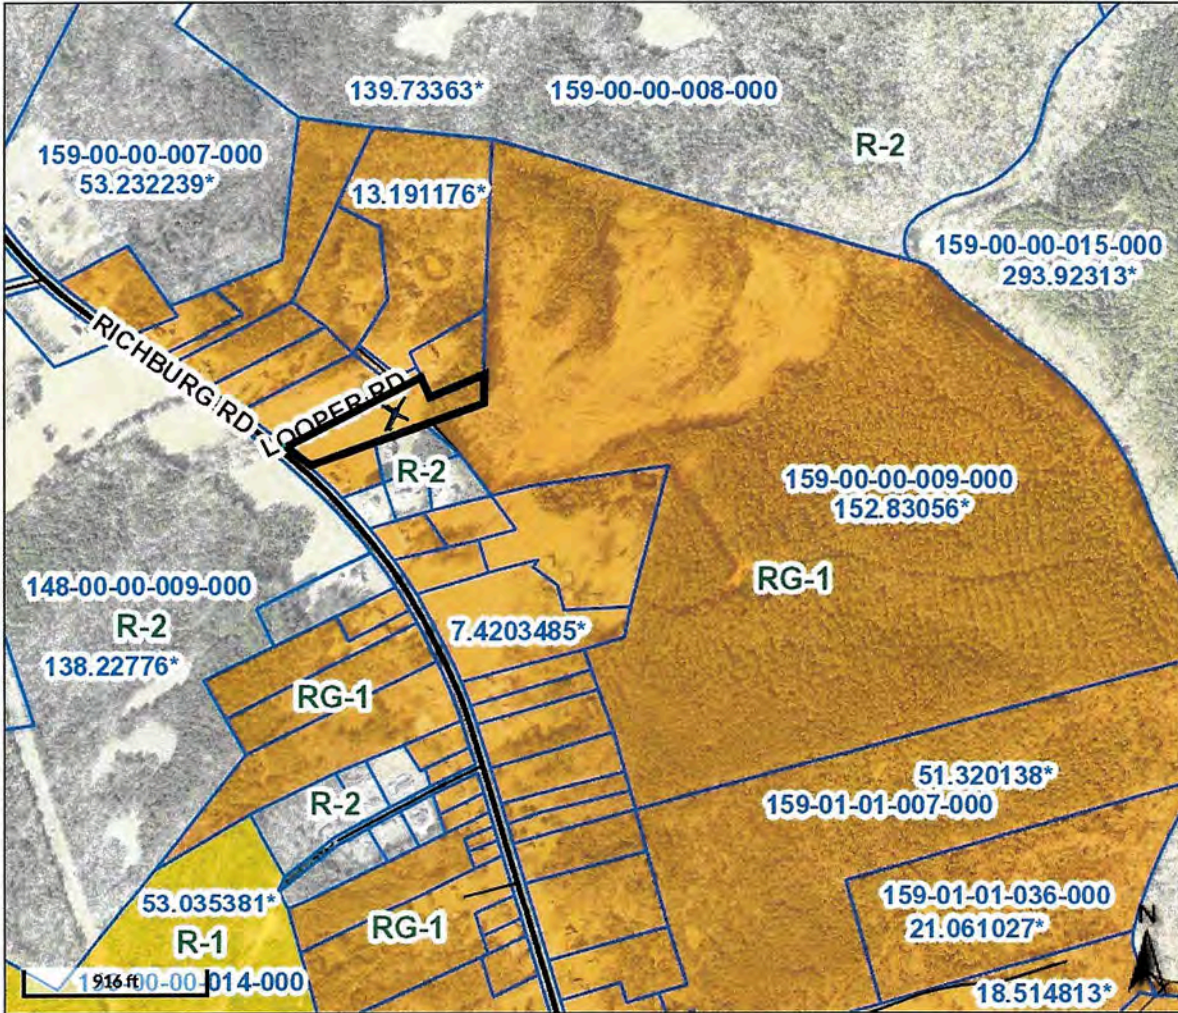 139.73363*
159-00-00-008-000
R-2
159-00-00-007-000
53.232239*
13.191176*
159-00-00-015-000
293.92313*
RICHBURG RD
LOOPER RD
X
R-2
159-00-00-009-000
152.83056*
RG-1
148-00-00-009-000
R-2
138.22776*
7.4203485*
RG-1
51.320138*
159-01-01-007-000
R-2
53.035381*
R-1
159-01-01-036-000
21.061027*
RG-1
N
916 ft
00-00-014-000
18.514813*